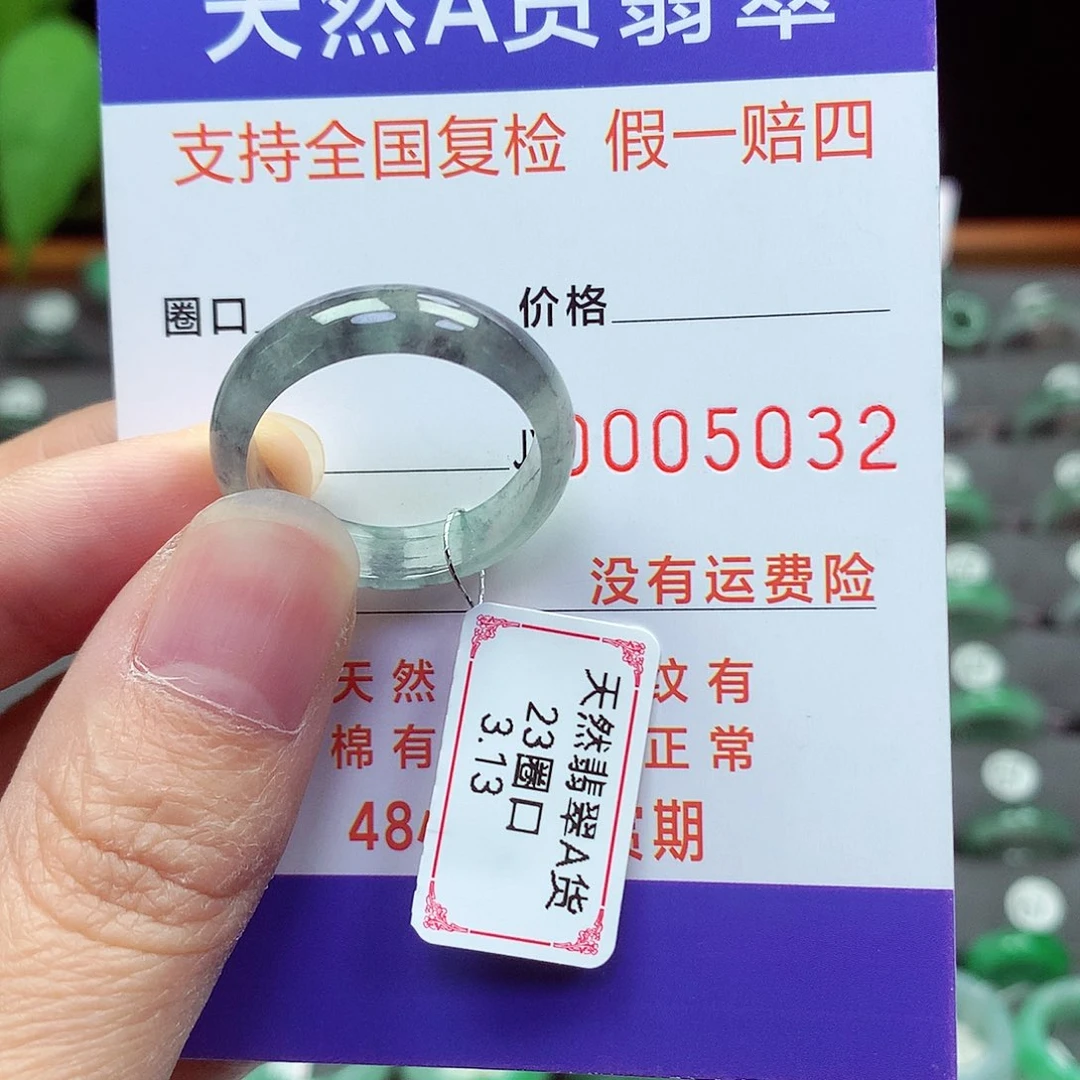 天然A货翡翠
支持全国复检 假一赔四
圈口 价格
J 0005032
没有运费险
天然 纹有
棉有 正常
48 货期
天然翡翠A货
23圈口
3.13